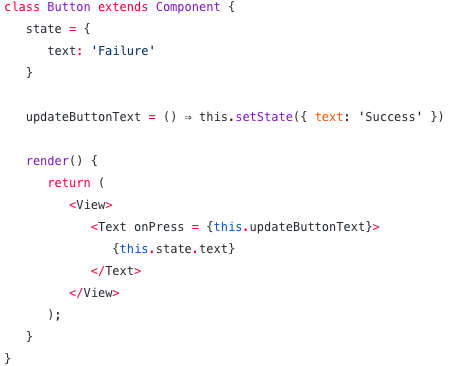 class Button extends Component {
state = {
text: 'Failure'
}
updateButtonText = () ⇒ this.setState({ text: 'Success' })
render() {
return (
<View>
<Text onPress = {this.updateButtonText}>
{this.state.text}
</Text>
</View>
);
}
}